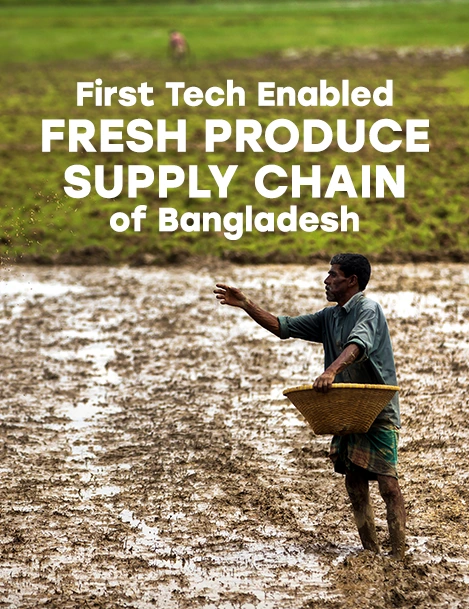 First Tech Enabled
FRESH PRODUCE
SUPPLY CHAIN
of Bangladesh